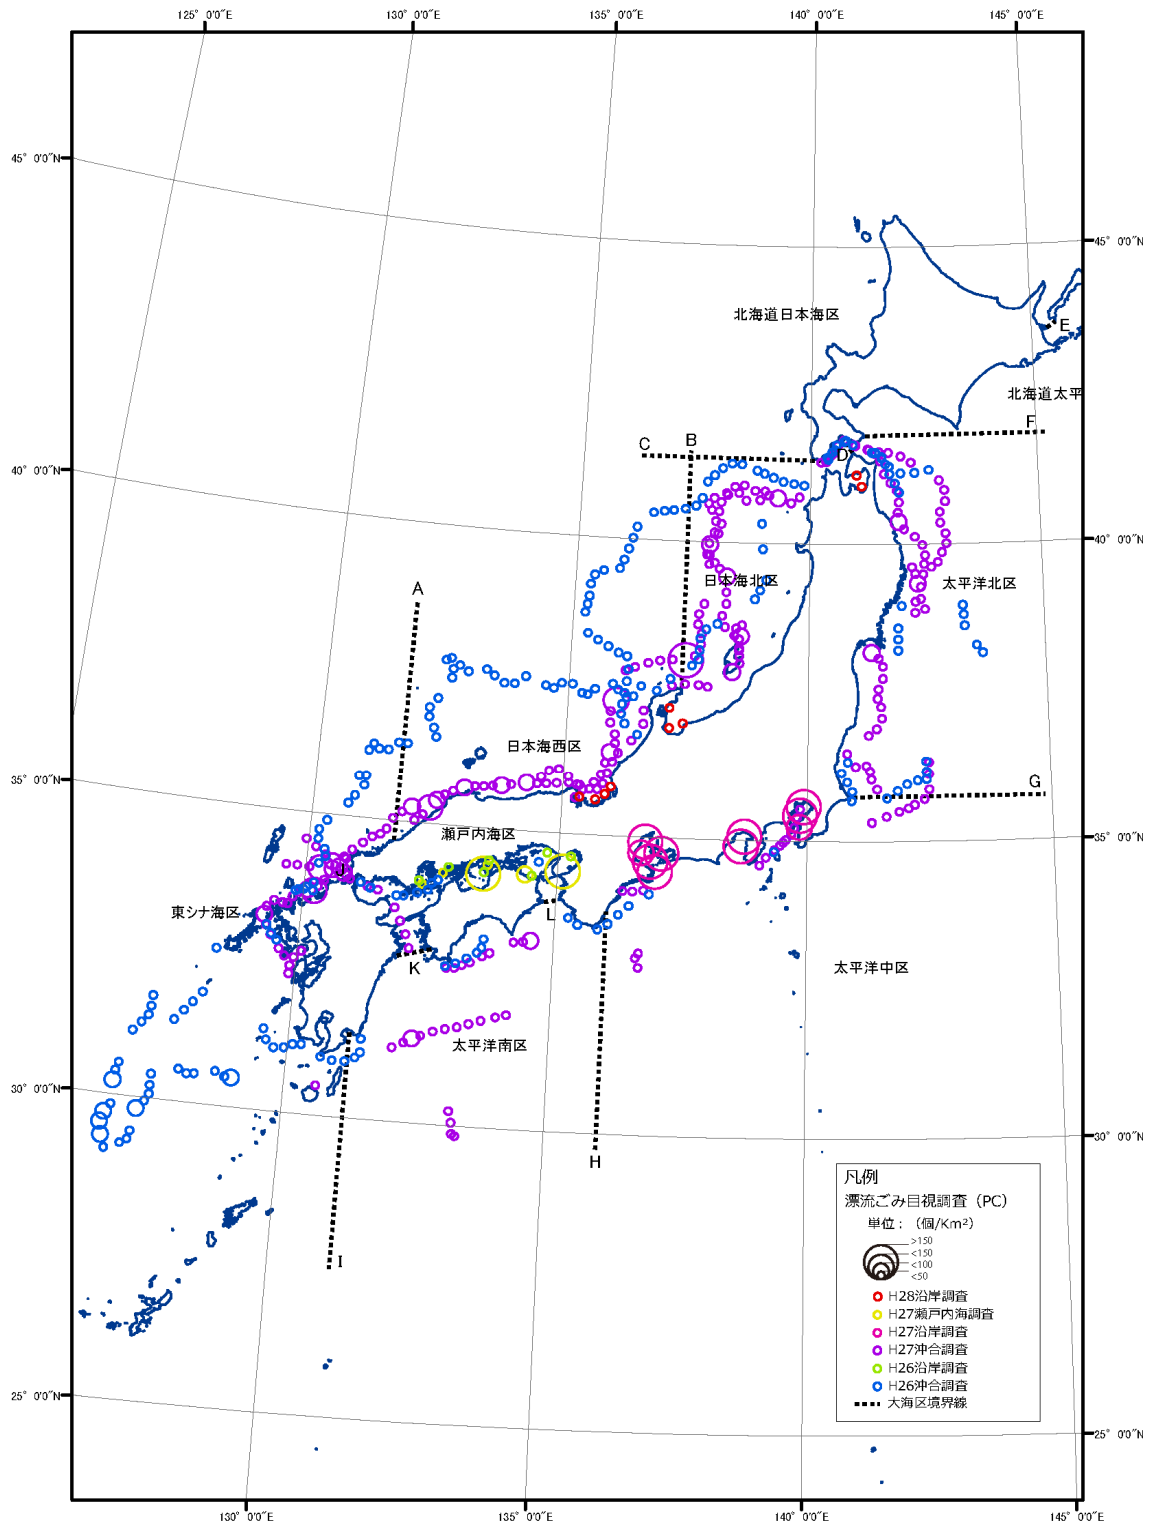 125° 0'0"E
130° 0'0"E
135° 0'0"E
140° 0'0"E
145° 0'0"E
45° 0'0"N
45° 0'0"N
北海道日本海区
E
北海道太平
F
C
B
D
40° 0'0"N
40° 0'0"N
A
日本海北区
太平洋北区
日本海西区
35° 0'0"N
G
瀬戸内海区
35° 0'0"N
J
東シナ海区
L
K
太平洋中区
太平洋南区
30° 0'0"N
30° 0'0"N
H
I
凡例
漂流ごみ目視調査（PC）
単位：（個/Km²）
>150
<150
<100
<50
H28沿岸調査
H27瀬戸内海調査
H27沿岸調査
H27沖合調査
H26沿岸調査
H26沖合調査
大海区境界線
25° 0'0"N
25° 0'0"N
130° 0'0"E
135° 0'0"E
140° 0'0"E
145° 0'0"E